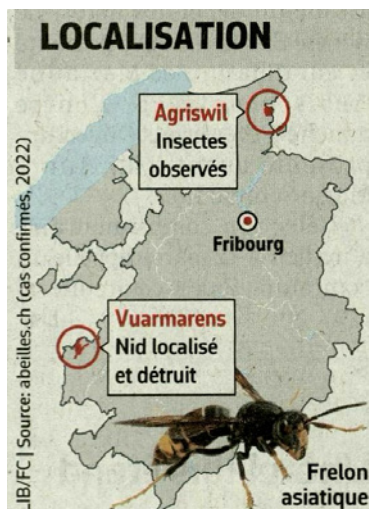 LOCALISATION
Agriswil
Insectes
observés
Fribourg
Vuarmarens
Nid localisé
et détruit
Frelon
asiatique
LIB/FC | Source: abeilles.ch (cas confirmés, 2022)